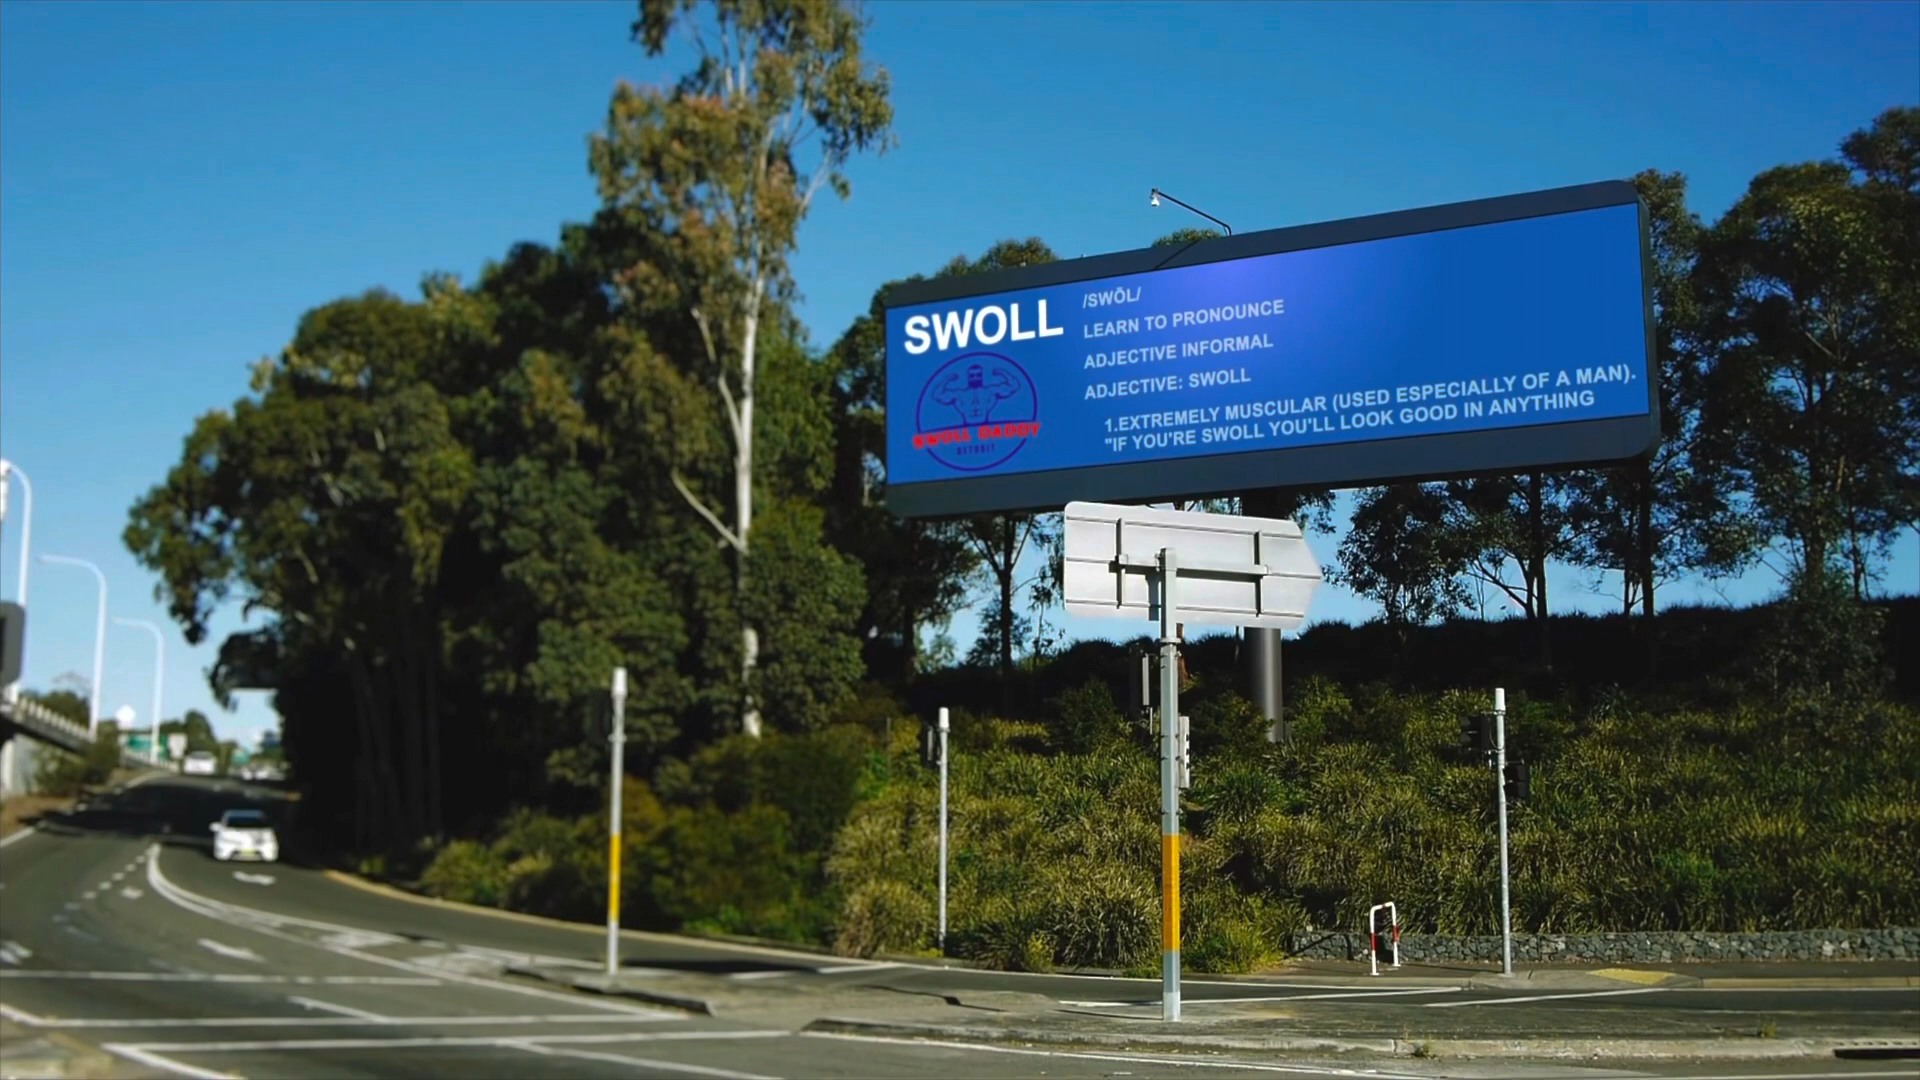 SWOLL
/SWŌL/
LEARN TO PRONOUNCE
ADJECTIVE INFORMAL
ADJECTIVE: SWOLL
1.EXTREMELY MUSCULAR (USED ESPECIALLY OF A MAN).
"IF YOU'RE SWOLL YOU'LL LOOK GOOD IN ANYTHING
SWOLL DADDY
DETROIT